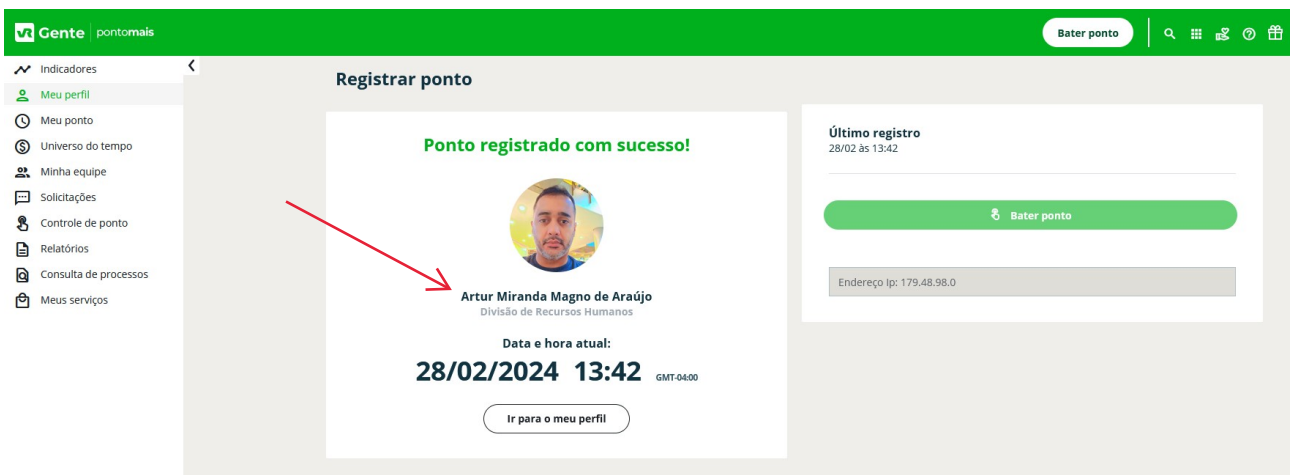 VR Gente pontomais
Bater ponto
Indicadores
Meu perfil
Meu ponto
Universo do tempo
Minha equipe
Solicitações
Controle de ponto
Relatórios
Consulta de processos
Meus serviços
Registrar ponto
Ponto registrado com sucesso!
Artur Miranda Magno de Araújo
Divisão de Recursos Humanos
Data e hora atual:
28/02/2024 13:42 GMT-04:00
Ir para o meu perfil
Último registro
28/02 às 13:42
Bater ponto
Endereço Ip: 179.48.98.0